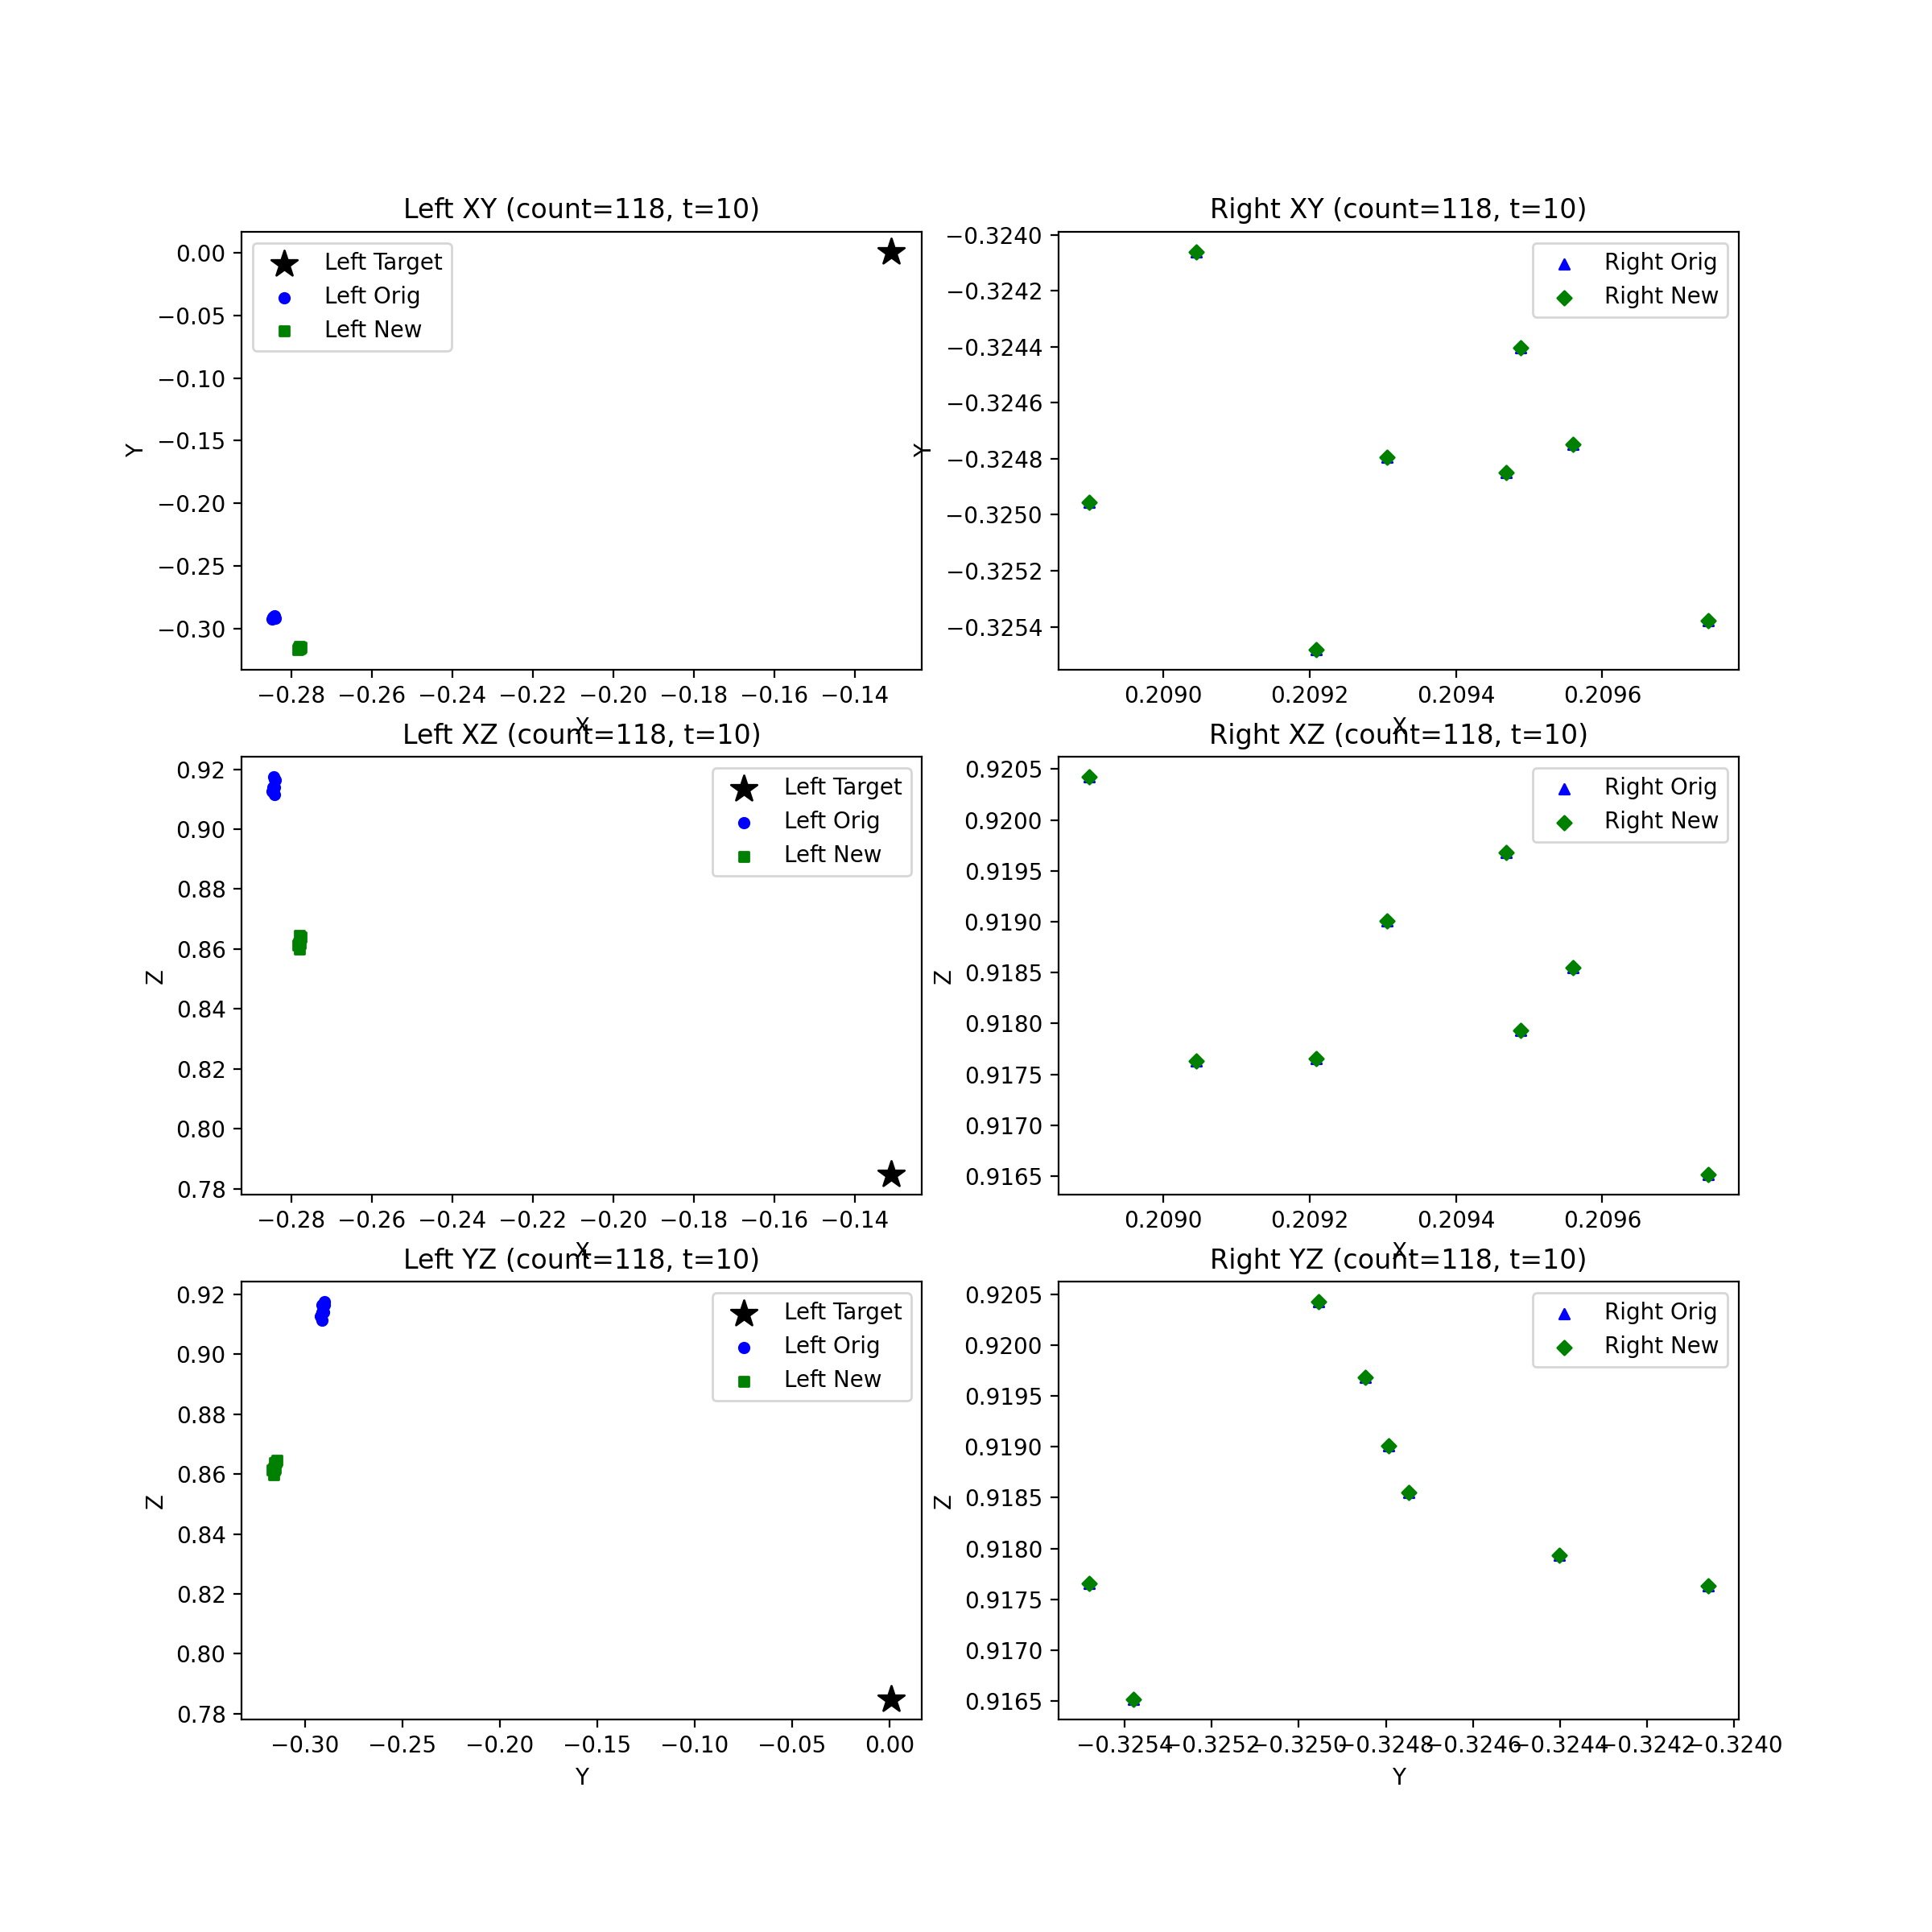 Left XY (count=118, t=10)
Right XY (count=118, t=10)
0.00
−0.05
−0.10
−0.15
−0.20
−0.25
−0.30
Y
Left Target
Left Orig
Left New
−0.28 −0.26 −0.24 −0.22 −0.20 −0.18 −0.16 −0.14
X
−0.3240
−0.3242
−0.3244
−0.3246
−0.3248
−0.3250
−0.3252
−0.3254
Y
Right Orig
Right New
0.2090 0.2092 0.2094 0.2096
X
Left XZ (count=118, t=10)
Right XZ (count=118, t=10)
0.92
0.90
0.88
0.86
0.84
0.82
0.80
0.78
Z
Left Target
Left Orig
Left New
−0.28 −0.26 −0.24 −0.22 −0.20 −0.18 −0.16 −0.14
X
0.9205
0.9200
0.9195
0.9190
0.9185
0.9180
0.9175
0.9170
0.9165
Z
Right Orig
Right New
0.2090 0.2092 0.2094 0.2096
X
Left YZ (count=118, t=10)
Right YZ (count=118, t=10)
0.92
0.90
0.88
0.86
0.84
0.82
0.80
0.78
Z
Left Target
Left Orig
Left New
−0.30 −0.25 −0.20 −0.15 −0.10 −0.05 0.00
Y
0.9205
0.9200
0.9195
0.9190
0.9185
0.9180
0.9175
0.9170
0.9165
Z
Right Orig
Right New
−0.3254 −0.3252 −0.3250 −0.3248 −0.3246 −0.3244 −0.3242 −0.3240
Y